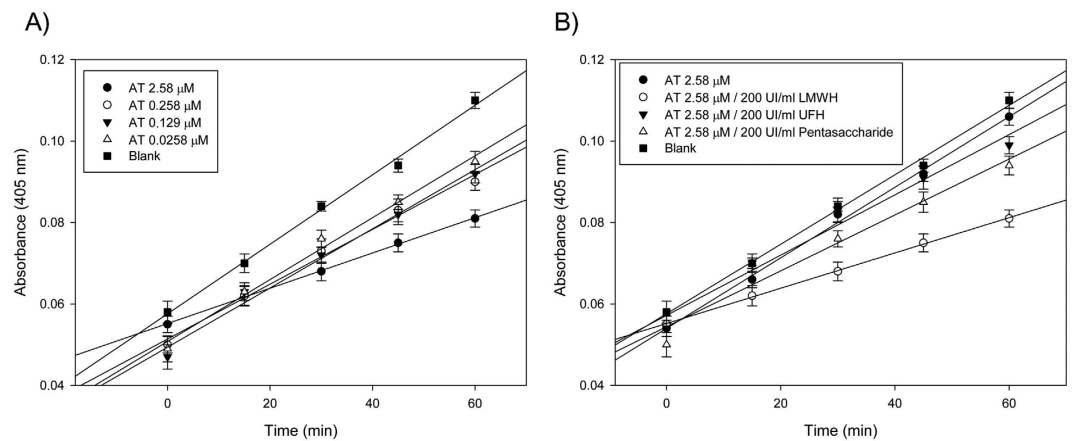 A)
0.12
0.10
0.08
0.06
0.04
Absorbance (405 nm)
AT 2.58 μM
AT 0.258 μM
AT 0.129 μM
AT 0.0258 μM
Blank
0
20
40
60
Time (min)
B)
0.12
0.10
0.08
0.06
0.04
Absorbance (405 nm)
AT 2.58 μM
AT 2.58 μM / 200 UI/ml LMWH
AT 2.58 μM / 200 UI/ml UFH
AT 2.58 μM / 200 UI/ml Pentasaccharide
Blank
0
20
40
60
Time (min)